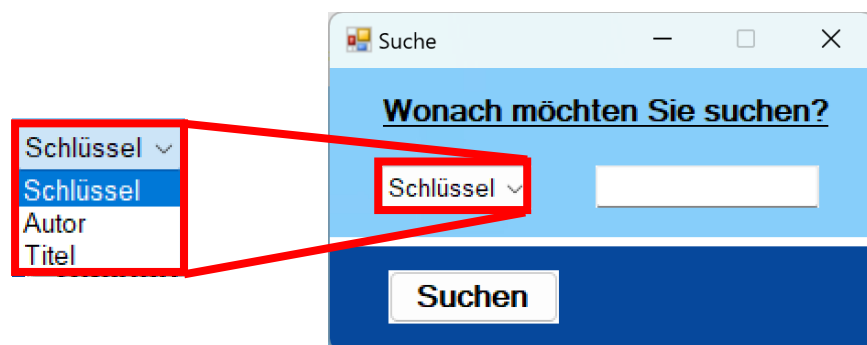 Suche
Wonach möchten Sie suchen?
Schlüssel
Schlüssel
Autor
Titel
Schlüssel
Suchen